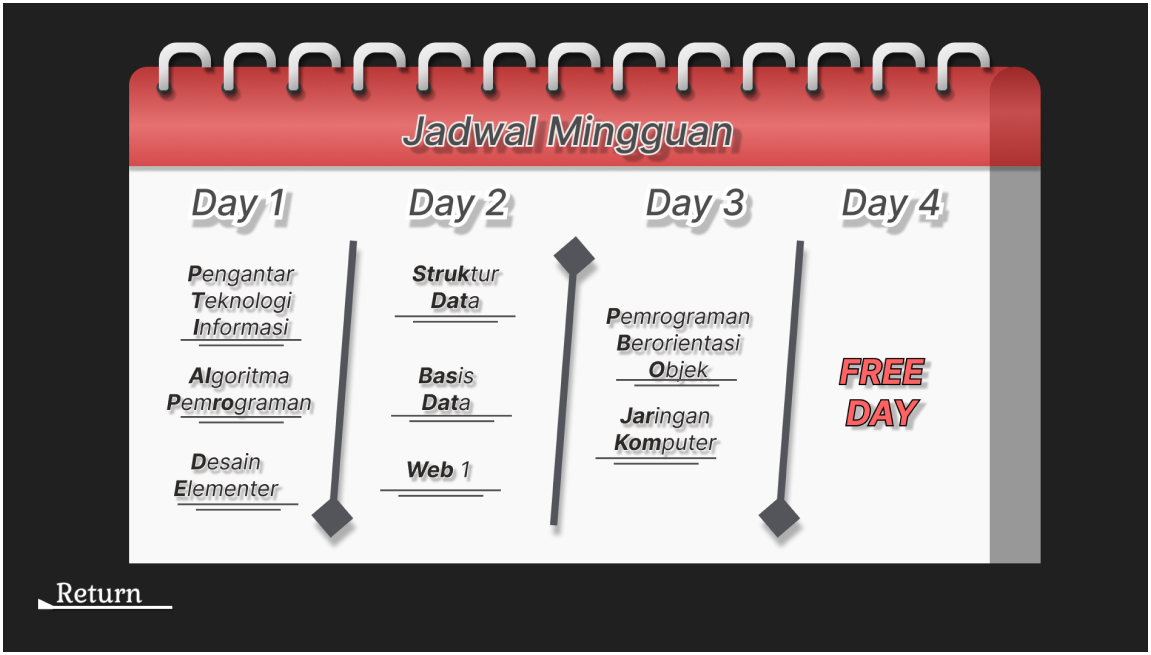 Jadwal Mingguan
Day 1
Pengantar
Teknologi
Informasi
Algoritma
Pemrograman
Desain
Elementer
Day 2
Struktur
Data
Basis
Data
Web 1
Day 3
Pemrograman
Berorientasi
Objek
Jaringan
Komputer
Day 4
FREE
DAY
Return